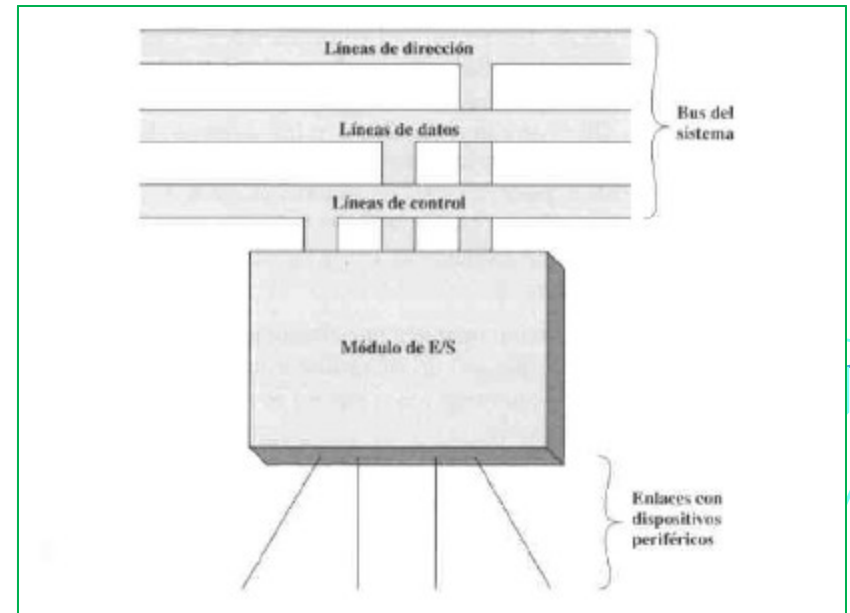 Líneas de dirección
Líneas de datos
Líneas de control
Bus del
sistema
Módulo de E/S
Enlaces con
dispositivos
periféricos